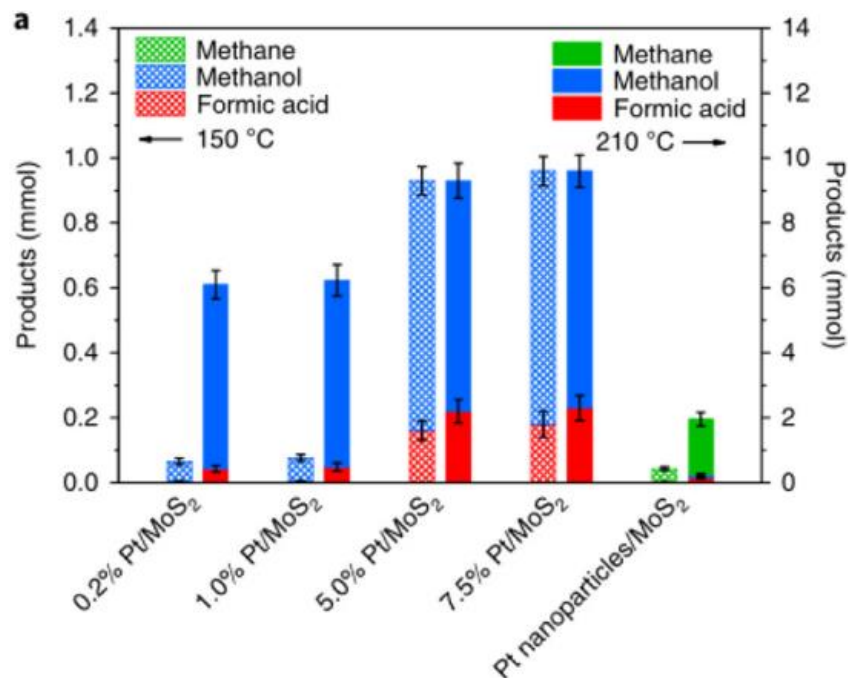 a
1.4
1.2
1.0
0.8
0.6
0.4
0.2
0.0
Products (mmol)
Methane
Methanol
Formic acid
150 °C
Methane
Methanol
Formic acid
210 °C
14
12
10
8
6
4
2
0
Products (mmol)
0.2% Pt/MoS₂
1.0% Pt/MoS₂
5.0% Pt/MoS₂
7.5% Pt/MoS₂
Pt nanoparticles/MoS₂